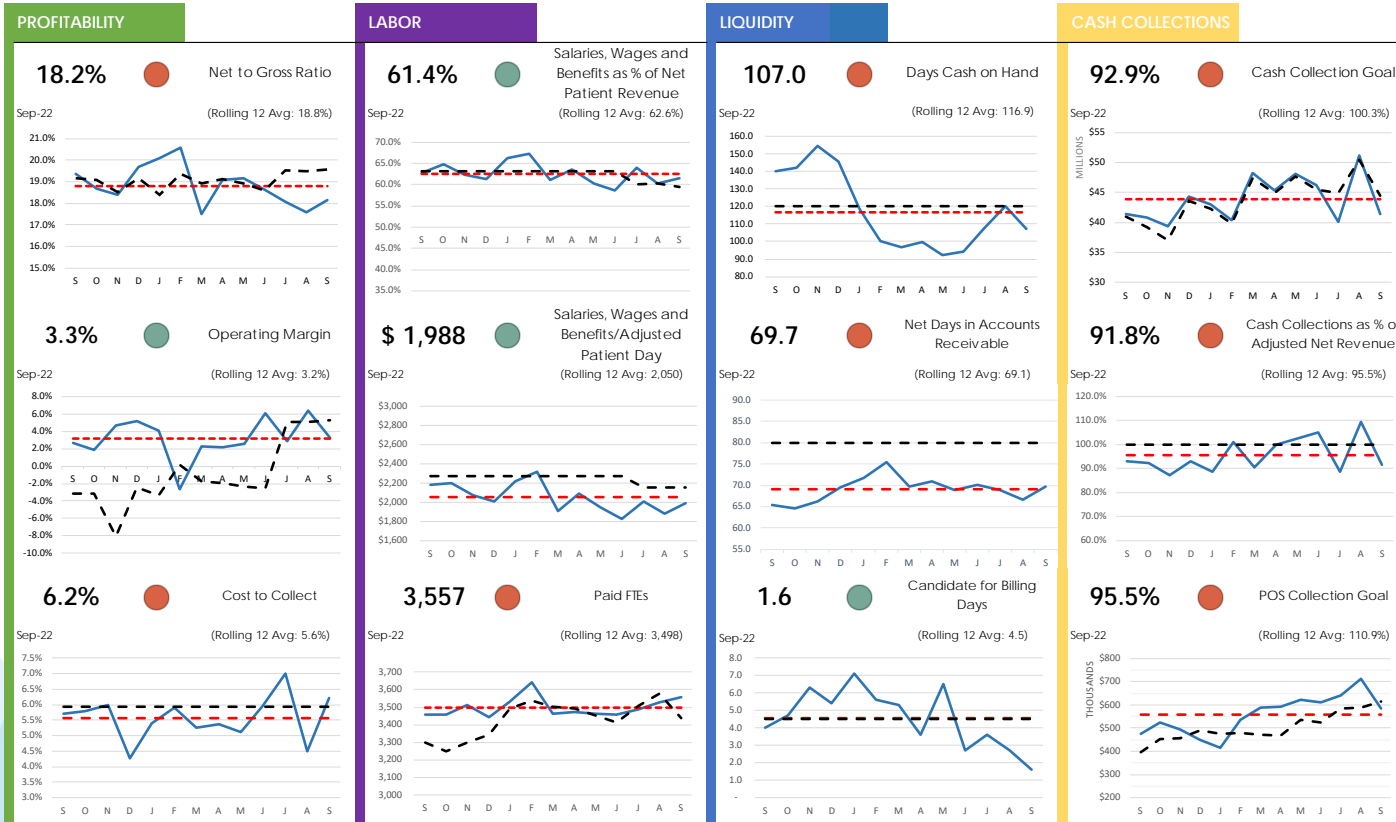 PROFITABILITY
18.2%
Net to Gross Ratio
Sep-22
(Rolling 12 Avg: 18.8%)
21.0%
20.0%
19.0%
18.0%
17.0%
16.0%
15.0%
S O N D J F M A M J J A S
3.3%
Operating Margin
Sep-22
(Rolling 12 Avg: 3.2%)
8.0%
6.0%
4.0%
2.0%
0.0%
-2.0%
-4.0%
-6.0%
-8.0%
-10.0%
S O N D J F M A M J J A S
6.2%
Cost to Collect
Sep-22
(Rolling 12 Avg: 5.6%)
7.5%
7.0%
6.5%
6.0%
5.5%
5.0%
4.5%
4.0%
3.5%
3.0%
S O N D J F M A M J J A S
LABOR
61.4%
Salaries, Wages and
Benefits as % of Net
Patient Revenue
Sep-22
(Rolling 12 Avg: 62.6%)
70.0%
65.0%
60.0%
55.0%
50.0%
45.0%
40.0%
35.0%
S O N D J F M A M J J A S
$ 1,988
Salaries, Wages and
Benefits/Adjusted
Patient Day
Sep-22
(Rolling 12 Avg: 2,050)
$3,000
$2,800
$2,600
$2,400
$2,200
$2,000
$1,800
$1,600
S O N D J F M A M J J A S
3,557
Paid FTEs
Sep-22
(Rolling 12 Avg: 3,498)
3,700
3,600
3,500
3,400
3,300
3,200
3,100
3,000
S O N D J F M A M J J A S
LIQUIDITY
107.0
Days Cash on Hand
Sep-22
(Rolling 12 Avg: 116.9)
160.0
150.0
140.0
130.0
120.0
110.0
100.0
90.0
80.0
S O N D J F M A M J J A S
69.7
Net Days in Accounts
Receivable
Sep-22
(Rolling 12 Avg: 69.1)
90.0
85.0
80.0
75.0
70.0
65.0
60.0
55.0
S O N D J F M A M J J A S
1.6
Candidate for Billing
Days
Sep-22
(Rolling 12 Avg: 4.5)
8.0
7.0
6.0
5.0
4.0
3.0
2.0
1.0
-
S O N D J F M A M J J A S
CASH COLLECTIONS
92.9%
Cash Collection Goal
Sep-22
(Rolling 12 Avg: 100.3%)
MILLIONS
$55
$50
$45
$40
$35
$30
S O N D J F M A M J J A S
91.8%
Cash Collections as % o
Adjusted Net Revenue
Sep-22
(Rolling 12 Avg: 95.5%)
120.0%
110.0%
100.0%
90.0%
80.0%
70.0%
60.0%
S O N D J F M A M J J A S
95.5%
POS Collection Goal
Sep-22
(Rolling 12 Avg: 110.9%)
THOUSANDS
$800
$700
$600
$500
$400
$300
$200
S O N D J F M A M J J A S